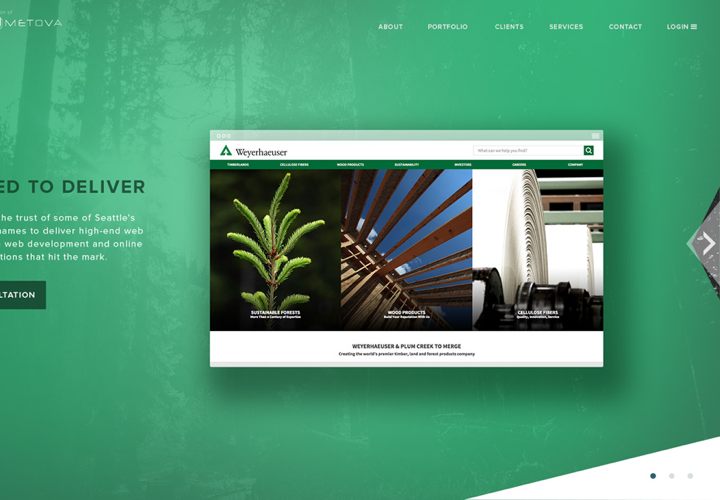 METOVA
ABOUT PORTFOLIO CLIENTS SERVICES CONTACT LOGIN
Weyerhaeuser
What can we help you find?
TIMBERLANDS CELLULOSE FIBERS WOOD PRODUCTS SUSTAINABILITY INVESTORS CAREERS COMPANY
ED TO DELIVER
he trust of some of Seattle's
names to deliver high-end web
web development and online
tions that hit the mark.
LTATION
SUSTAINABLE FORESTS
More Than a Century of Expertise
WOOD PRODUCTS
Build Your Reputation With Us
CELLULOSE FIBERS
Quality, Innovation, Service
WEYERHAEUSER & PLUM CREEK TO MERGE
Creating the world's premier timber, land and forest products company